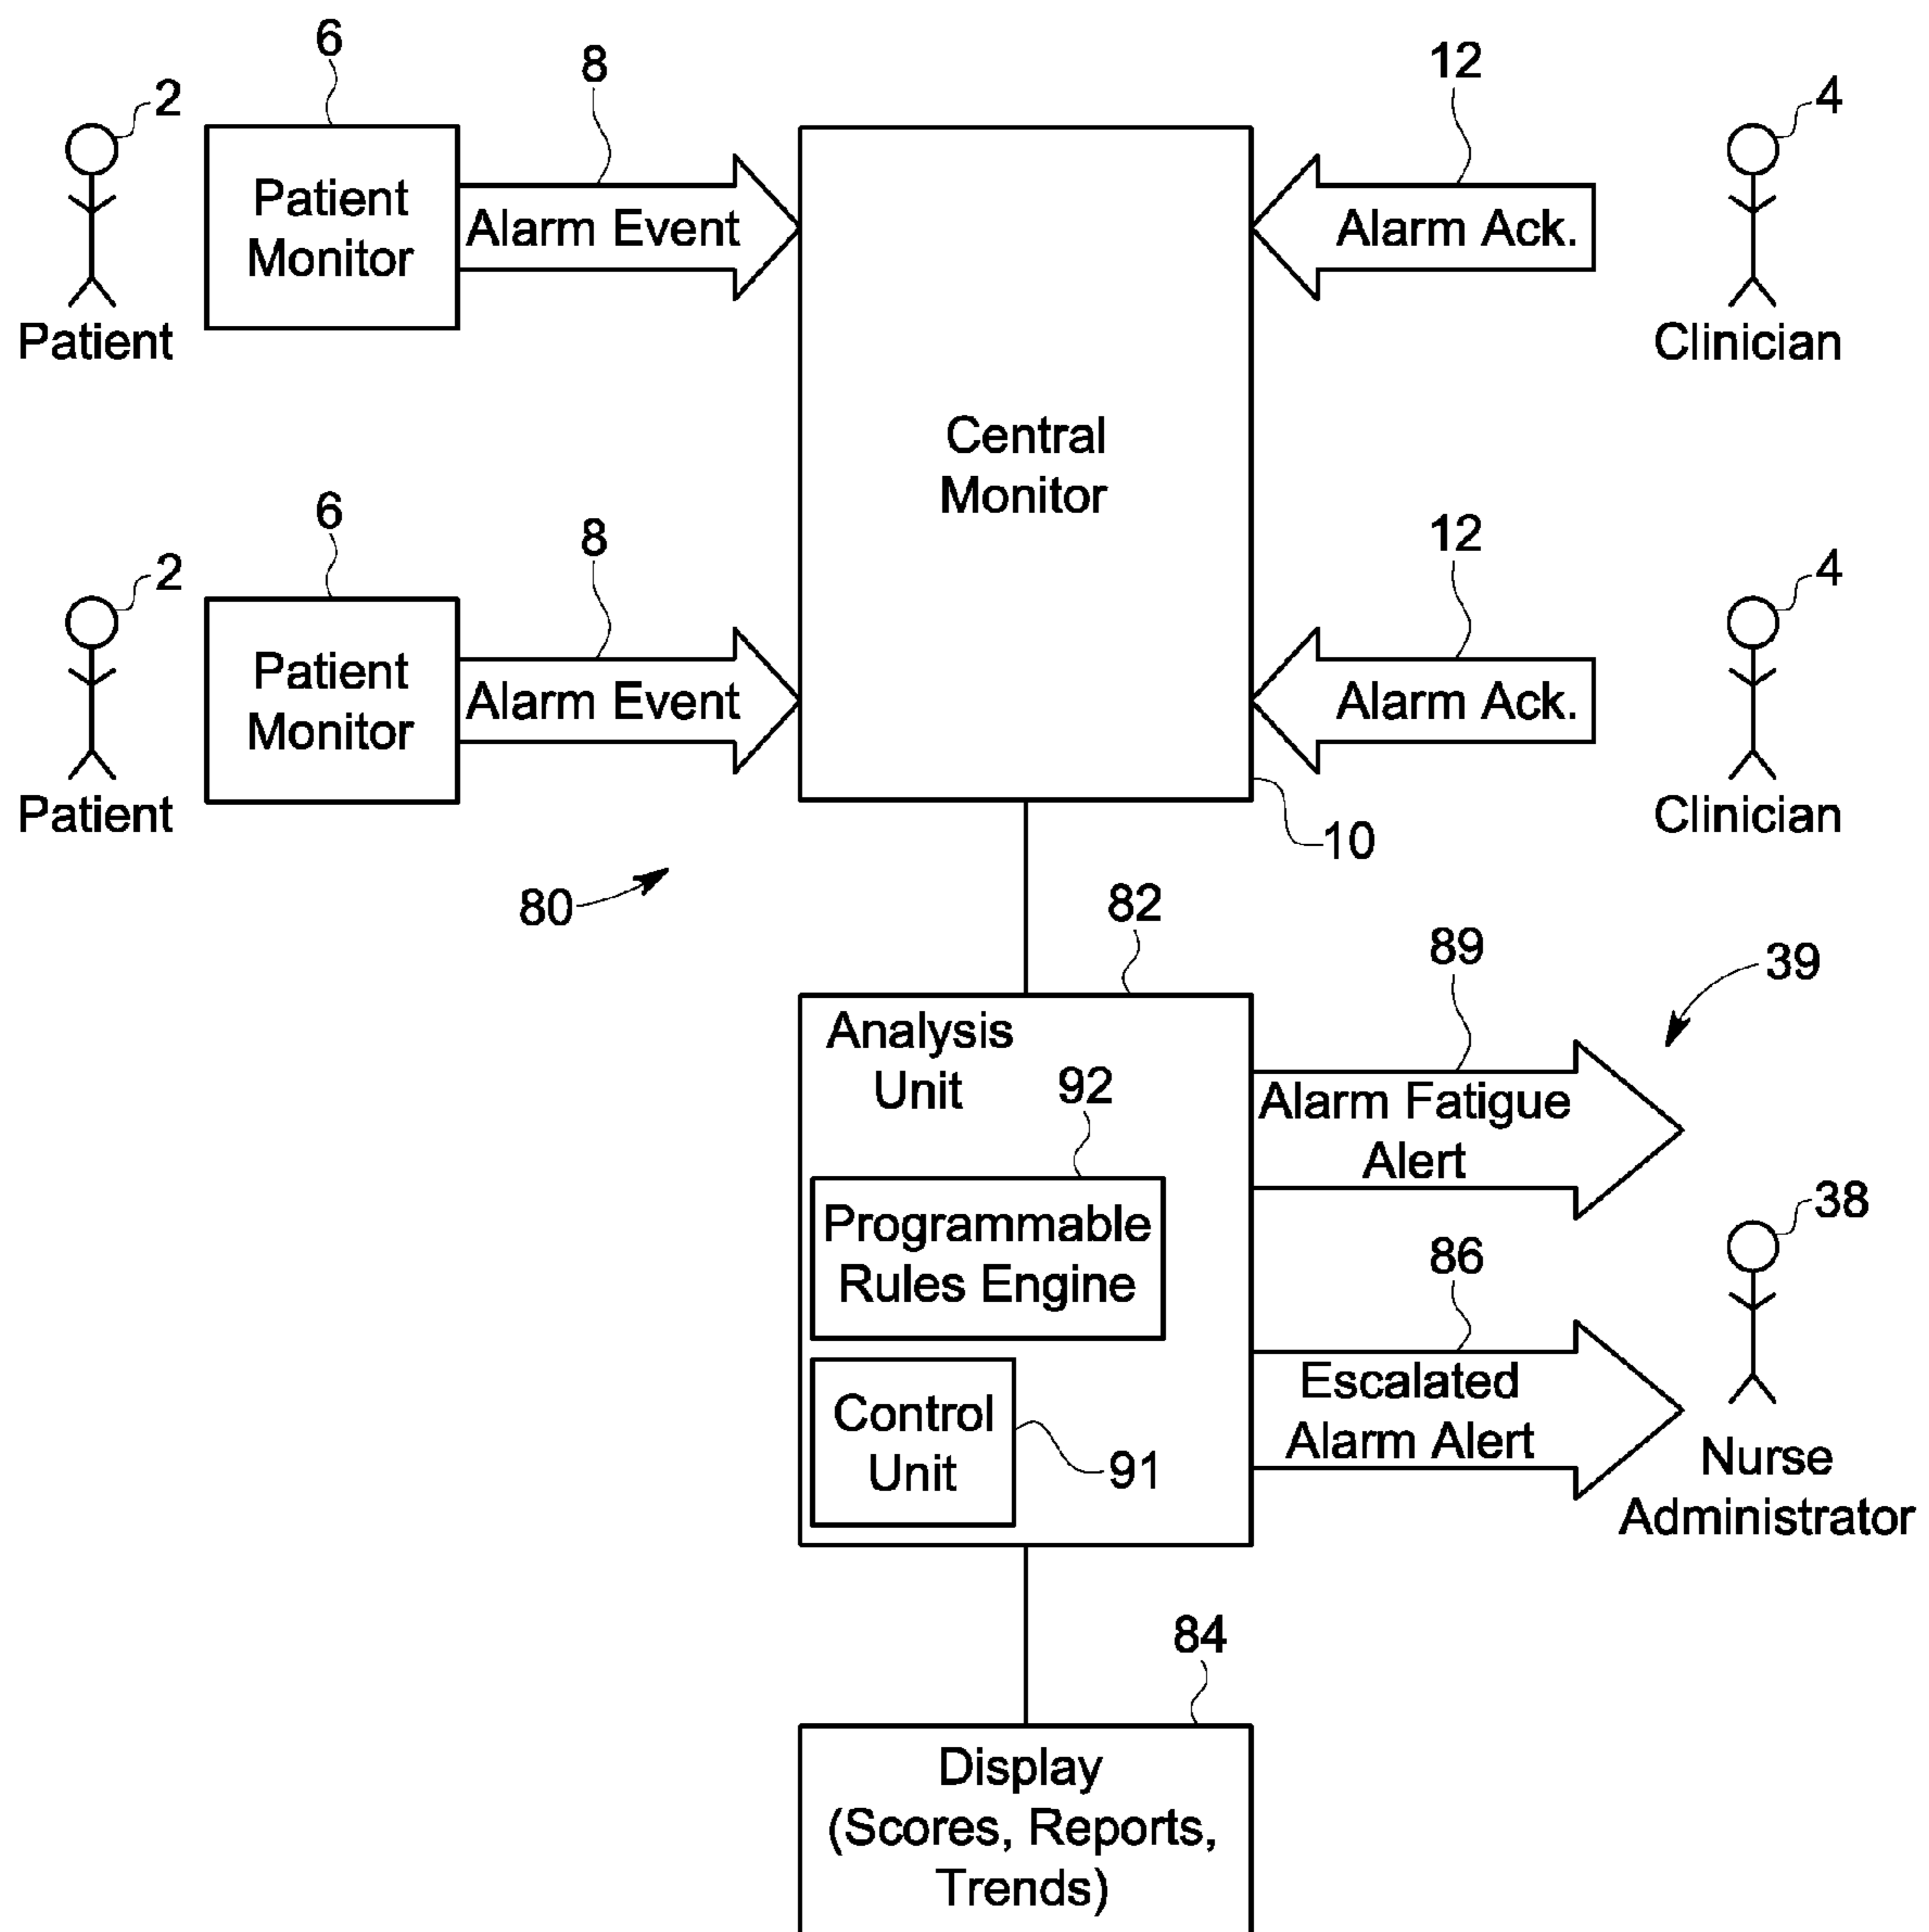 6
8
12
2
4
Patient
Monitor
Alarm Event
Alarm Ack.
Patient
Clinician
Central
Monitor
6
8
12
2
4
Patient
Monitor
Alarm Event
Alarm Ack.
Patient
Clinician
10
80
82
89
39
Analysis
Unit
92
Alarm Fatigue
Alert
Programmable
Rules Engine
38
86
Escalated
Alarm Alert
Control
Unit
91
Nurse
Administrator
84
Display
(Scores, Reports,
Trends)